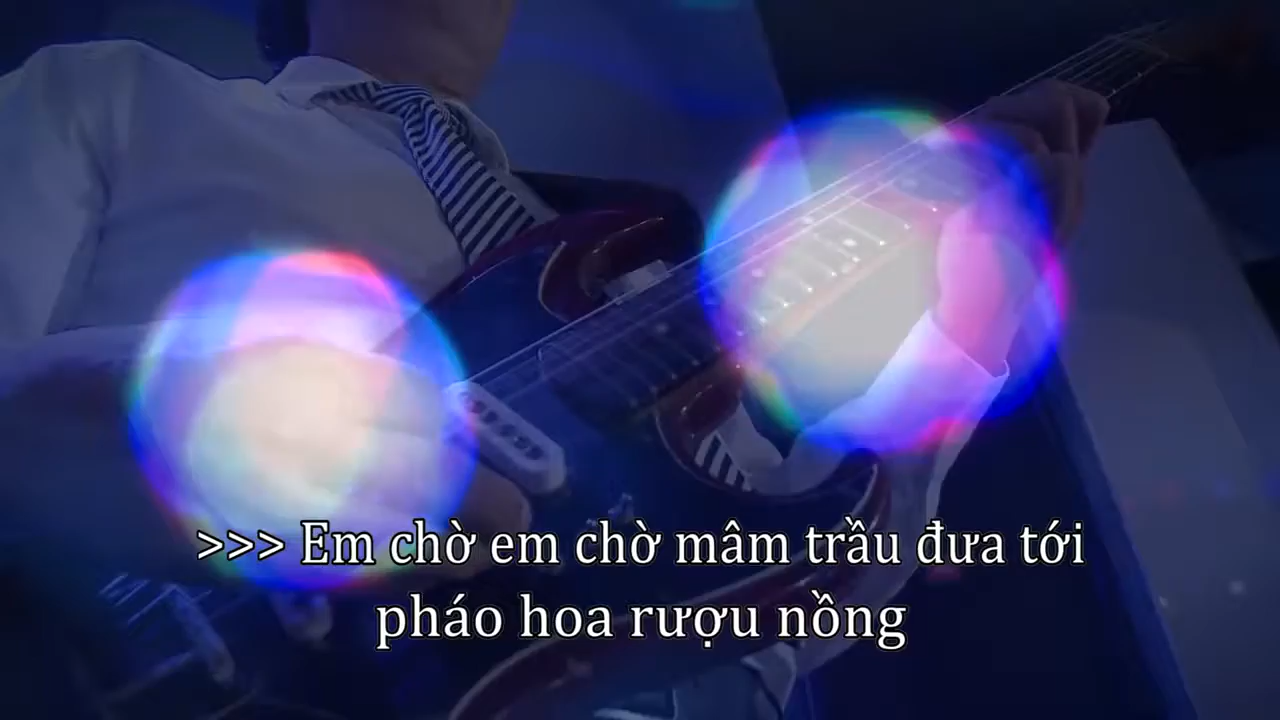 >>> Em chờ em chờ mâm trầu đưa tới
pháo hoa rượu nồng